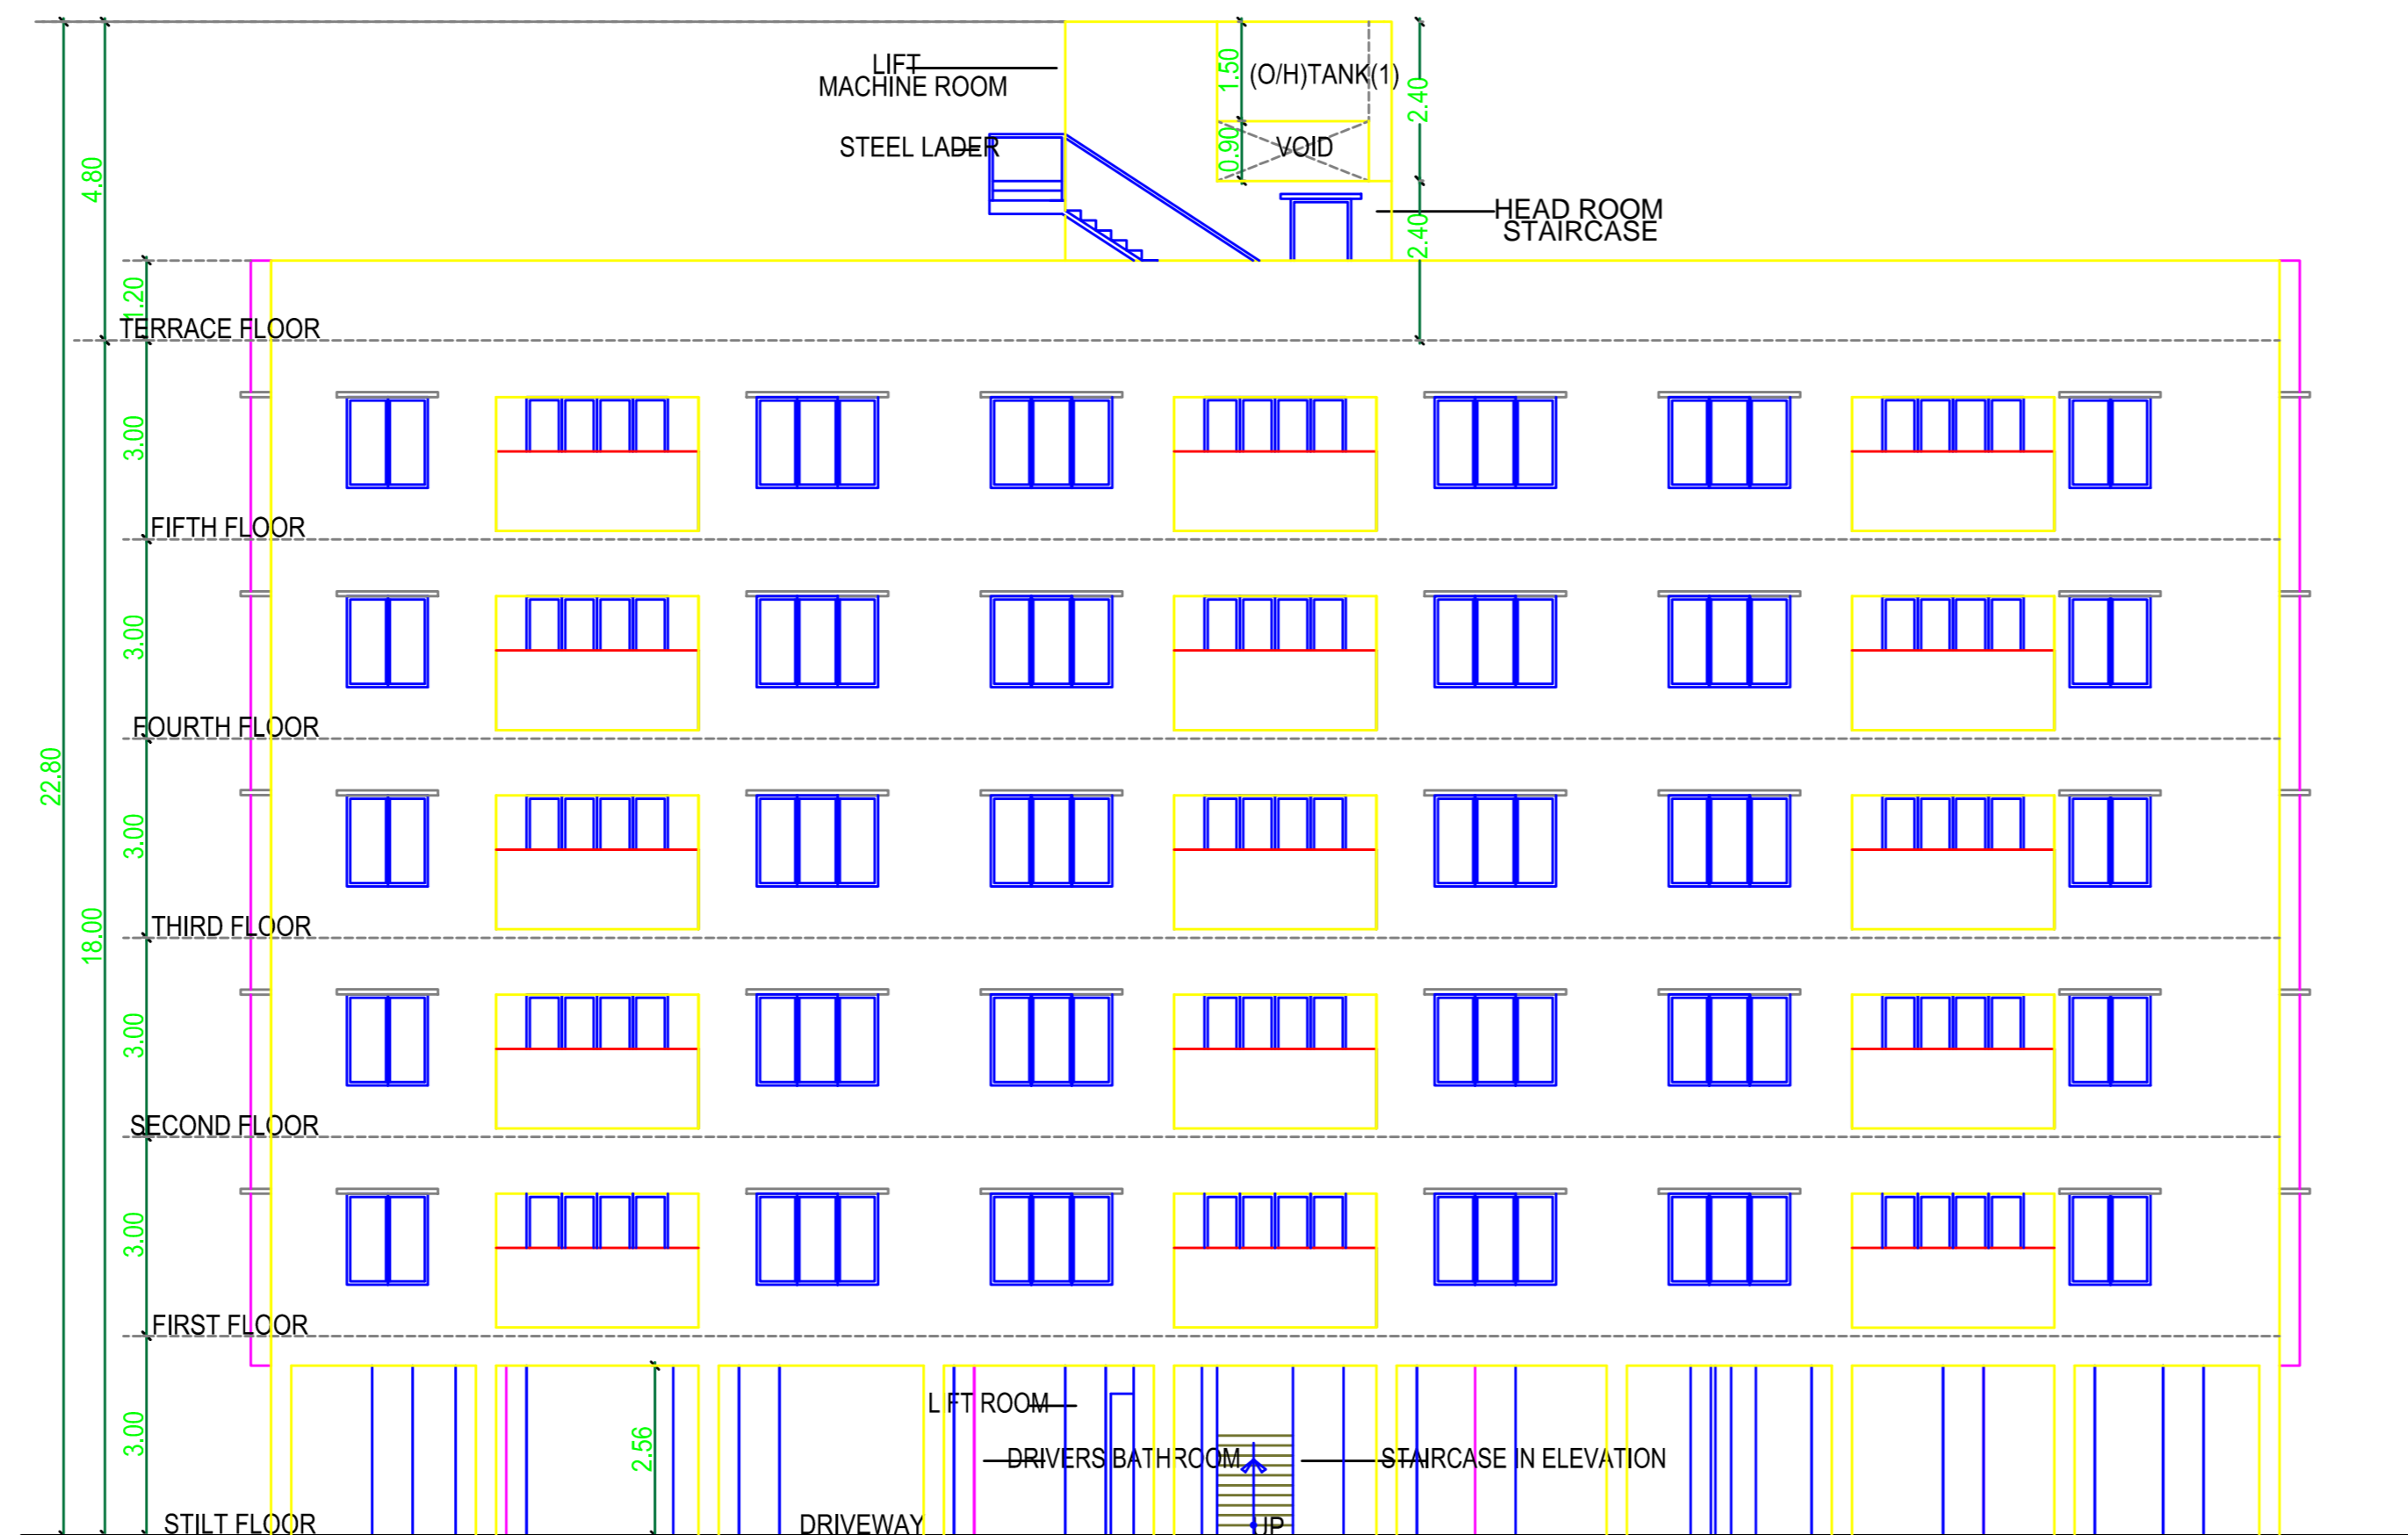 LIFT
MACHINE ROOM
1.50
(O/H)TANK(1)
2.40
STEEL LADER
0.90
VOID
4.80
HEAD ROOM
STAIRCASE
2.40
1.20
TERRACE FLOOR
3.00
FIFTH FLOOR
3.00
FOURTH FLOOR
22.80
3.00
THIRD FLOOR
18.00
3.00
SECOND FLOOR
3.00
FIRST FLOOR
LIFT ROOM
3.00
2.56
DRIVERS BATHROOM
STAIRCASE IN ELEVATION
STILT FLOOR
DRIVEWAY
UP